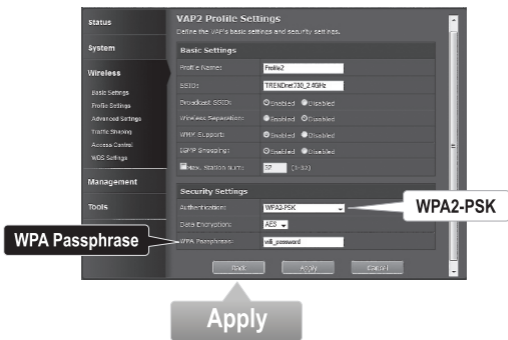 Status
System
Wireless
Basic Settings
Profile Settings
Advanced Settings
Traffic Shaping
Access Control
WDS Settings
Management
Tools
VAP2 Profile Settings
Define the VAP's basic settings and security settings.
Basic Settings
Profile Name: Profile2
SSID: TRENDnet730_2.4GHz
Broadcast SSID: Enabled Disabled
Wireless Separation: Enabled Disabled
WMM Support: Enabled Disabled
IGMP Snooping: Enabled Disabled
Max. Station Num: 32 (1-32)
Security Settings
Authentication: WPA2-PSK
Data Encryption: AES
WPA Passphrase: wifi_password
Back Apply Cancel
WPA2-PSK
WPA Passphrase
Apply